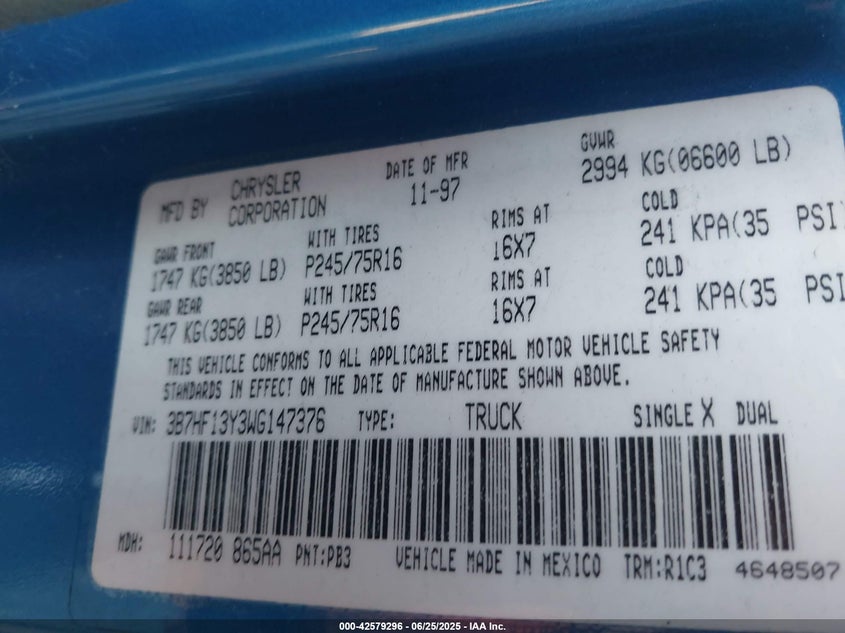 MFD BY CHRYSLER CORPORATION DATE OF MFR 11-97 GVWR 2994 KG(06600 LB)
GAWR FRONT WITH TIRES RIMS AT COLD
1747 KG(3850 LB) P245/75R16 16X7 241 KPA(35 PSI)
GAWR REAR WITH TIRES RIMS AT COLD
1747 KG(3850 LB) P245/75R16 16X7 241 KPA(35 PSI
THIS VEHICLE CONFORMS TO ALL APPLICABLE FEDERAL MOTOR VEHICLE SAFETY
STANDARDS IN EFFECT ON THE DATE OF MANUFACTURE SHOWN ABOVE.
VIN: 3B7HF13Y3WG147376 TYPE: TRUCK SINGLE X DUAL
MDH: 111720 865AA PNT:PB3 VEHICLE MADE IN MEXICO TRM:R1C3 4648507
000-42579296 - 06/25/2025 - IAA Inc.